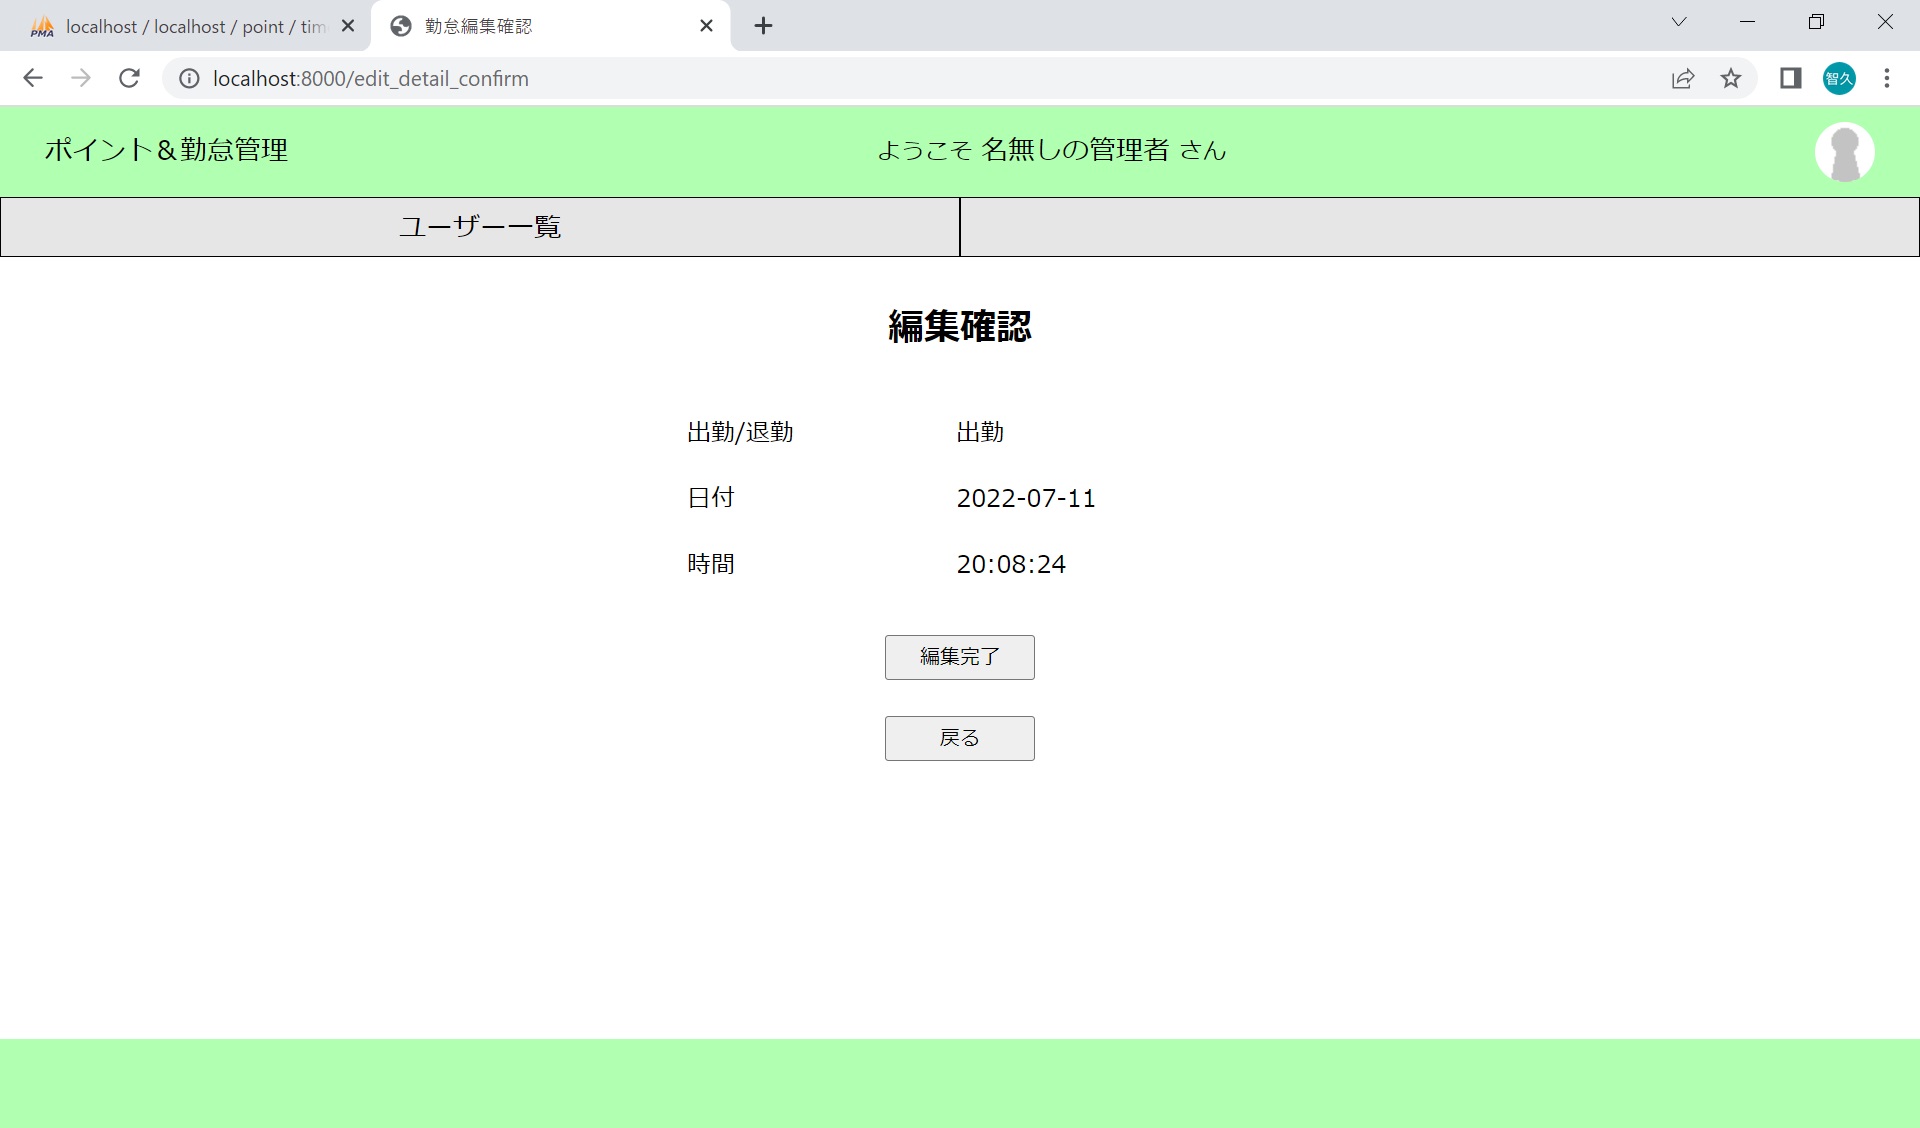 PMA localhost / localhost / point / tim
勤怠編集確認
localhost:8000/edit_detail_confirm
智久
ポイント＆勤怠管理
ようこそ 名無しの管理者 さん
ユーザー一覧
編集確認
出勤/退勤 出勤
日付 2022-07-11
時間 20:08:24
編集完了
戻る